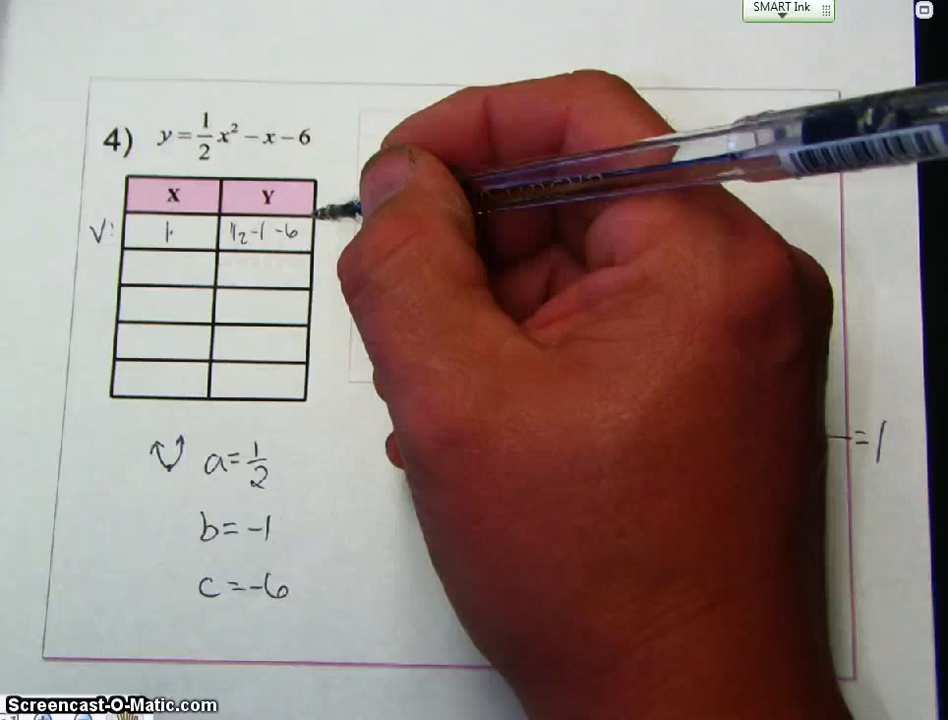 SMART Ink
4) y = 1/2 x² - x - 6
X Y
V: 1 1/2 - 1 - 6
= 1
a = 1/2
b = -1
c = -6
Screencast-O-Matic.com